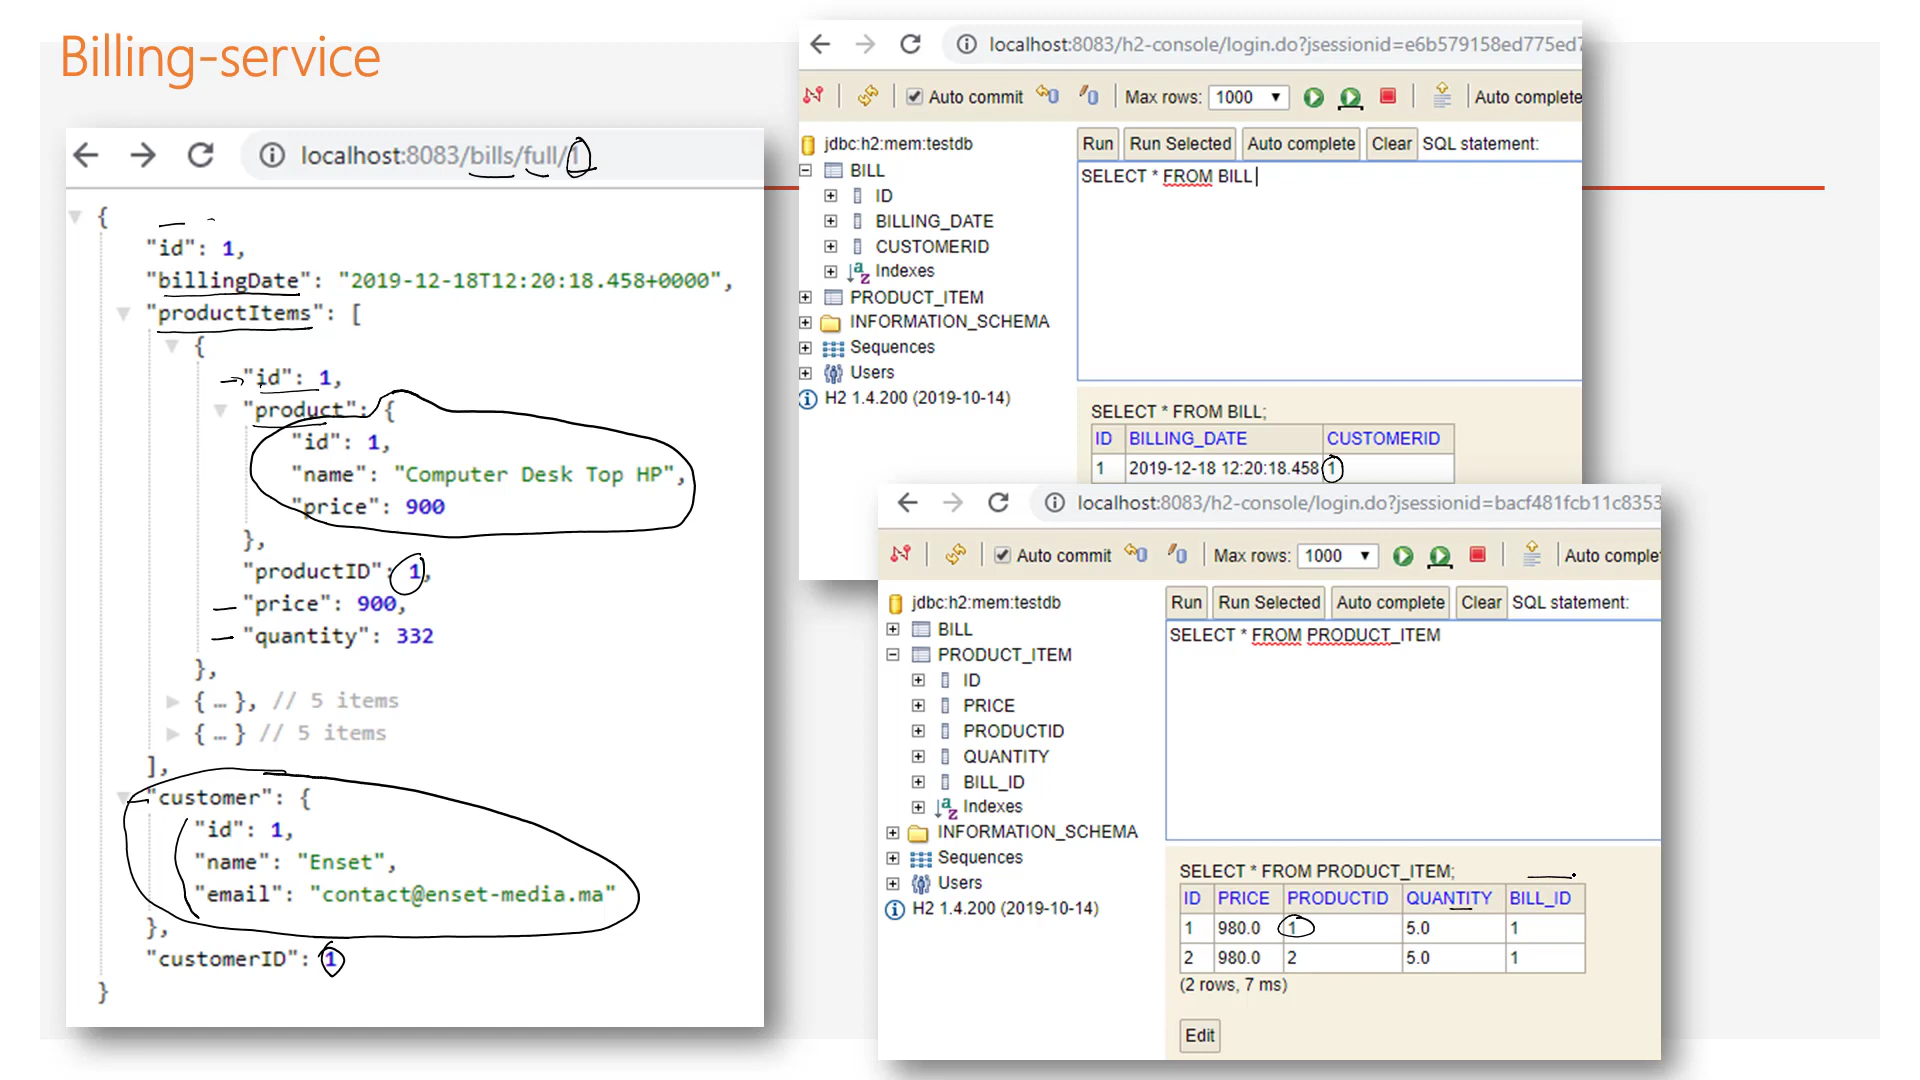 Billing-service
localhost:8083/bills/full/1
{
"id": 1,
"billingDate": "2019-12-18T12:20:18.458+0000",
"productItems": [
{
"id": 1,
"product": {
"id": 1,
"name": "Computer Desk Top HP",
"price": 900
},
"productID": 1,
"price": 900,
"quantity": 332
},
{ … }, // 5 items
{ … } // 5 items
],
"customer": {
"id": 1,
"name": "Enset",
"email": "contact@enset-media.ma"
},
"customerID": 1
}
localhost:8083/h2-console/login.do?jsessionid=e6b579158ed775ed7
Auto commit Max rows: 1000 Auto complete
jdbc:h2:mem:testdb
BILL
ID
BILLING_DATE
CUSTOMERID
Indexes
PRODUCT_ITEM
INFORMATION_SCHEMA
Sequences
Users
H2 1.4.200 (2019-10-14)
Run Run Selected Auto complete Clear SQL statement:
SELECT * FROM BILL
SELECT * FROM BILL;
ID BILLING_DATE CUSTOMERID
1 2019-12-18 12:20:18.458 1
localhost:8083/h2-console/login.do?jsessionid=bacf481fcb11c8353
Auto commit Max rows: 1000 Auto comple
jdbc:h2:mem:testdb
BILL
PRODUCT_ITEM
ID
PRICE
PRODUCTID
QUANTITY
BILL_ID
Indexes
INFORMATION_SCHEMA
Sequences
Users
H2 1.4.200 (2019-10-14)
Run Run Selected Auto complete Clear SQL statement:
SELECT * FROM PRODUCT_ITEM
SELECT * FROM PRODUCT_ITEM;
ID PRICE PRODUCTID QUANTITY BILL_ID
1 980.0 1 5.0 1
2 980.0 2 5.0 1
(2 rows, 7 ms)
Edit